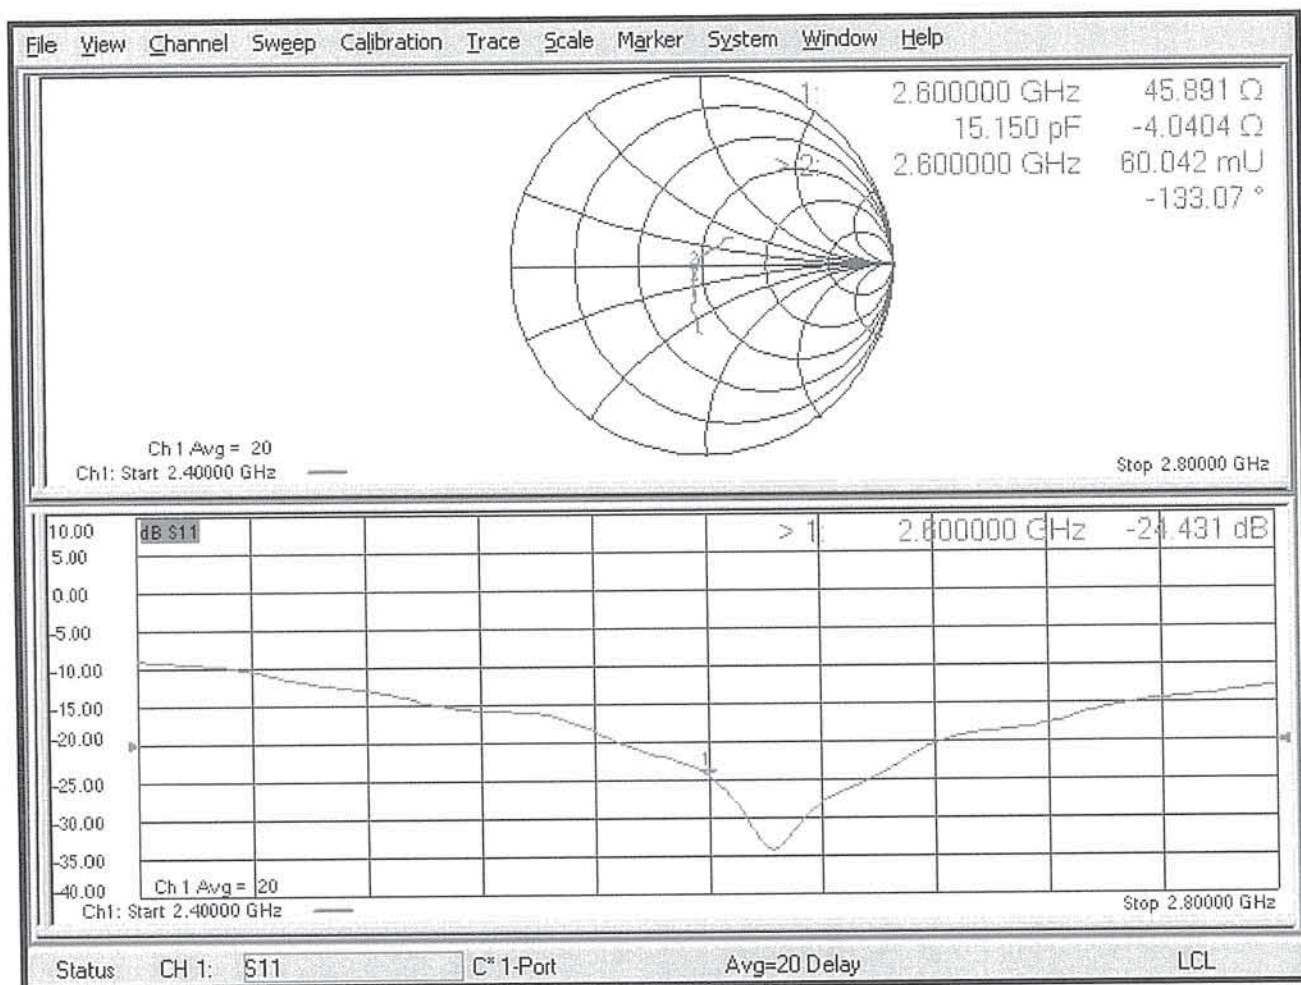 File View Channel Sweep Calibration Trace Scale Marker System Window Help
1: 2.600000 GHz 45.891 Ω
15.150 pF -4.0404 Ω
> 2: 2.600000 GHz 60.042 mU
-133.07 °
2
Ch 1 Avg = 20
Ch1: Start 2.40000 GHz
Stop 2.80000 GHz
10.00
dB S11
> 1: 2.600000 GHz -24.431 dB
5.00
0.00
-5.00
-10.00
-15.00
-20.00
1
-25.00
-30.00
-35.00
-40.00
Ch 1 Avg = 20
Ch1: Start 2.40000 GHz
Stop 2.80000 GHz
Status CH 1: S11 C* 1-Port Avg=20 Delay LCL